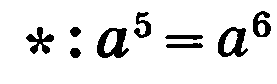 *: a⁵ = a⁶